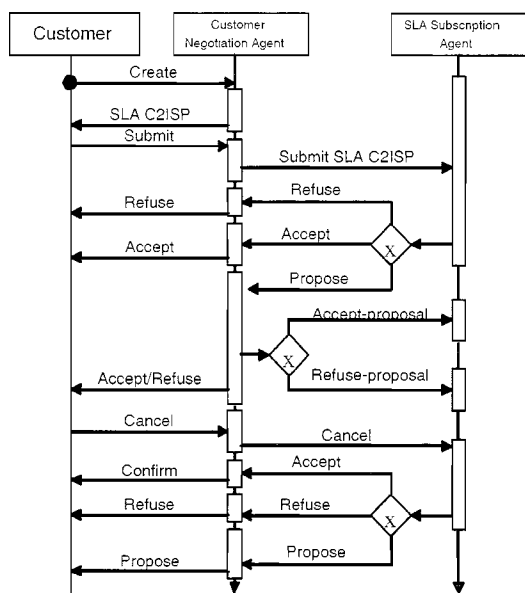 Customer
Customer
Negotiation Agent
SLA Subscription
Agent
Create
SLA C2ISP
Submit
Submit SLA C2ISP
Refuse
Refuse
Accept
Accept
X
Propose
Accept-proposal
X
Refuse-proposal
Accept/Refuse
Cancel
Cancel
Accept
Confirm
Refuse
Refuse
X
Propose
Propose